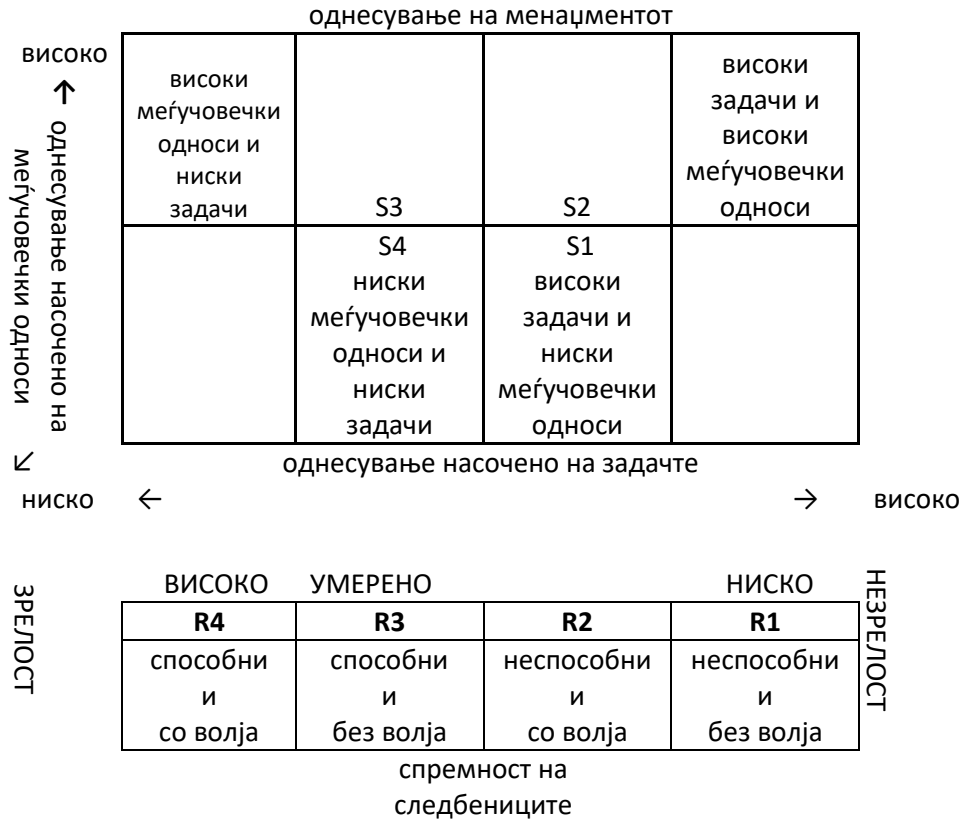 однесување на менаџментот
високо
↑
однесување насочено на
меѓучовечки односи
високи
меѓучовечки
односи и
ниски
задачи
S3
S2
високи
задачи и
високи
меѓучовечки
односи
S4
ниски
меѓучовечки
односи и
ниски
задачи
S1
високи
задачи и
ниски
меѓучовечки
односи
↙
однесување насочено на задачте
ниско ← → високо
ЗРЕЛОСТ
ВИСОКО УМЕРЕНО НИСКО
НЕЗРЕЛОСТ
R4 R3 R2 R1
способни
и
со волја
способни
и
без волја
неспособни
и
со волја
неспособни
и
без волја
спремност на
следбениците